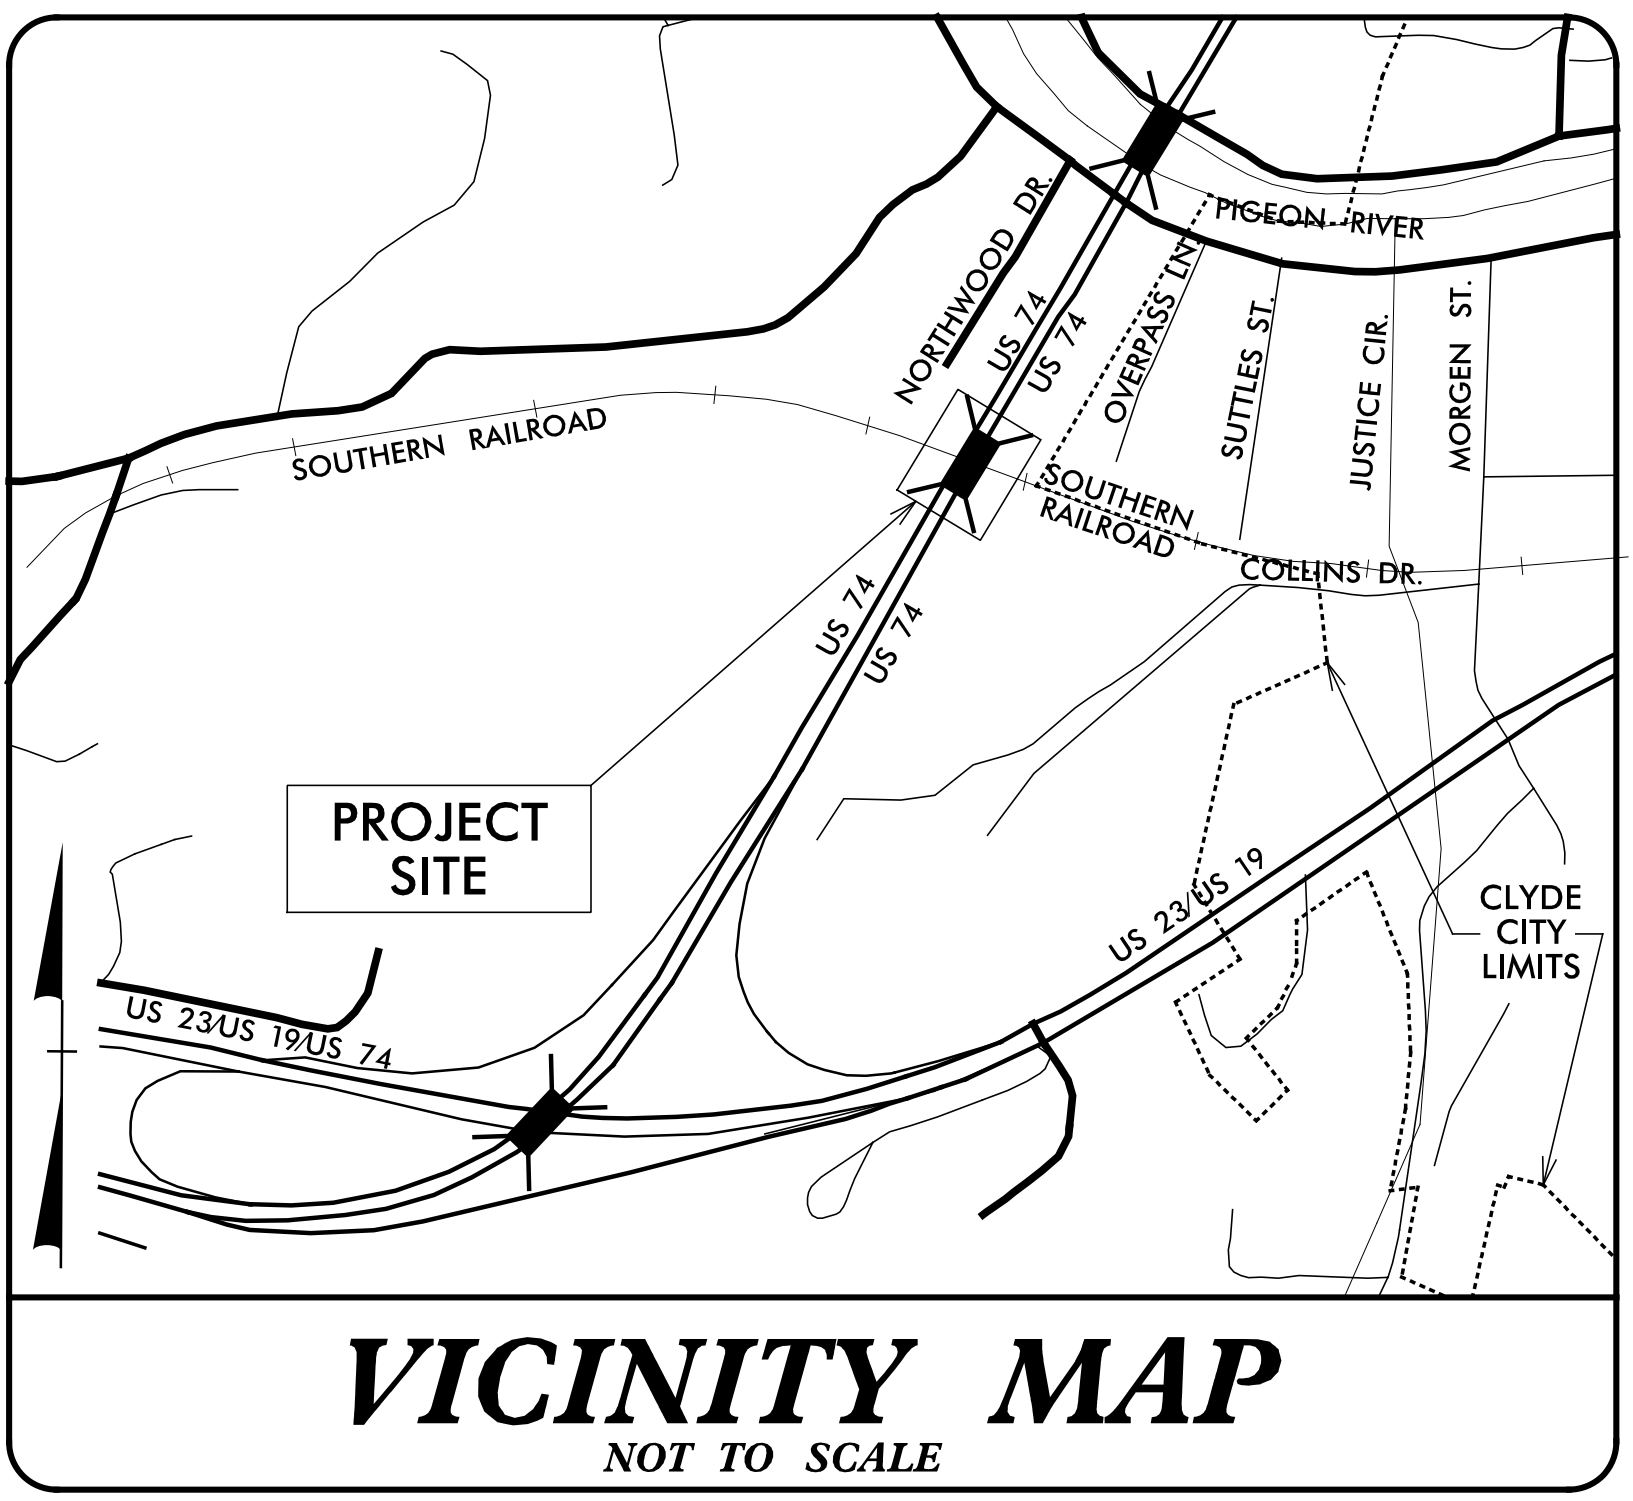 PIGEON RIVER
NORTHWOOD DR.
US 74
US 74
OVERPASS LN.
SUTTLES ST.
JUSTICE CIR.
MORGEN ST.
SOUTHERN RAILROAD
SOUTHERN
RAILROAD
COLLINS DR.
US 74
US 74
PROJECT
SITE
US 23/US 19
CLYDE
CITY
LIMITS
US 23/US 19/US 74
VICINITY MAP
NOT TO SCALE